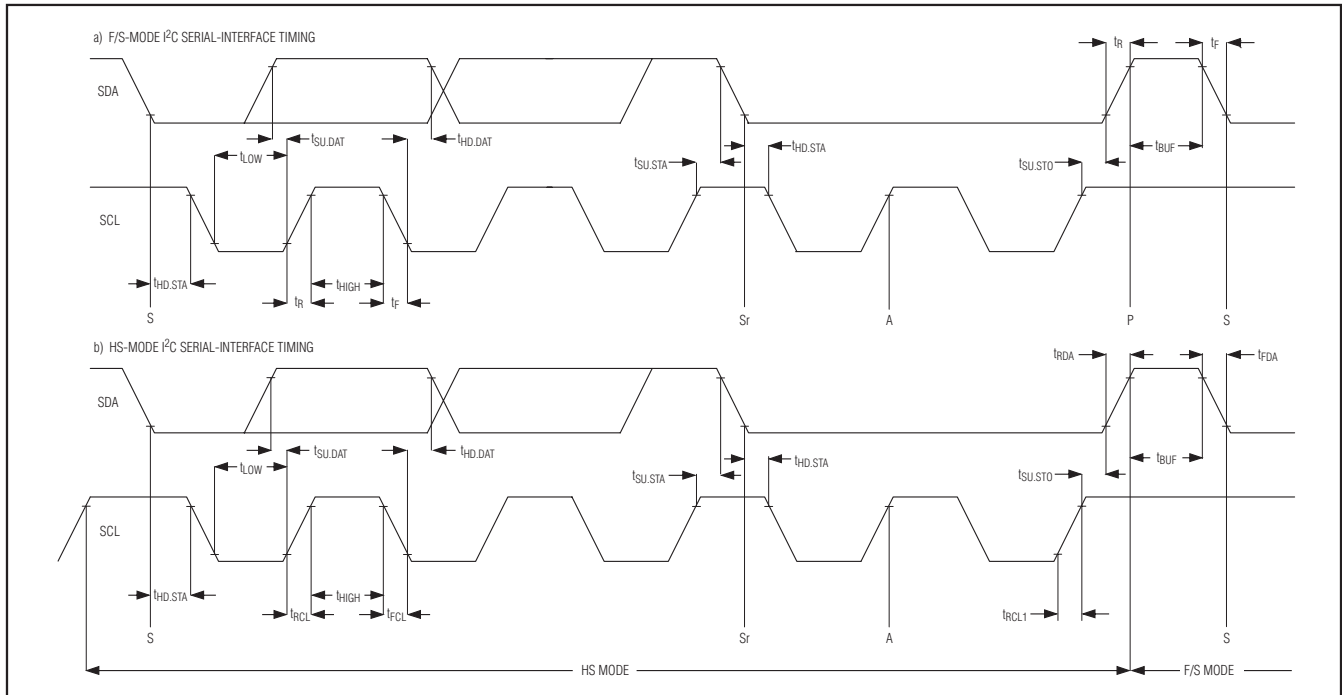 a) F/S-MODE I²C SERIAL-INTERFACE TIMING
tR
tF
SDA
tSU.DAT
tHD.DAT
tLOW
tSU.STA
tHD.STA
tSU.STO
tBUF
SCL
tHD.STA
tR
tHIGH
tF
S
Sr
A
P
S
b) HS-MODE I²C SERIAL-INTERFACE TIMING
tRDA
tFDA
SDA
tSU.DAT
tHD.DAT
tLOW
tSU.STA
tHD.STA
tSU.STO
tBUF
SCL
tHD.STA
tRCL
tHIGH
tFCL
tRCL1
S
Sr
A
S
HS MODE
F/S MODE